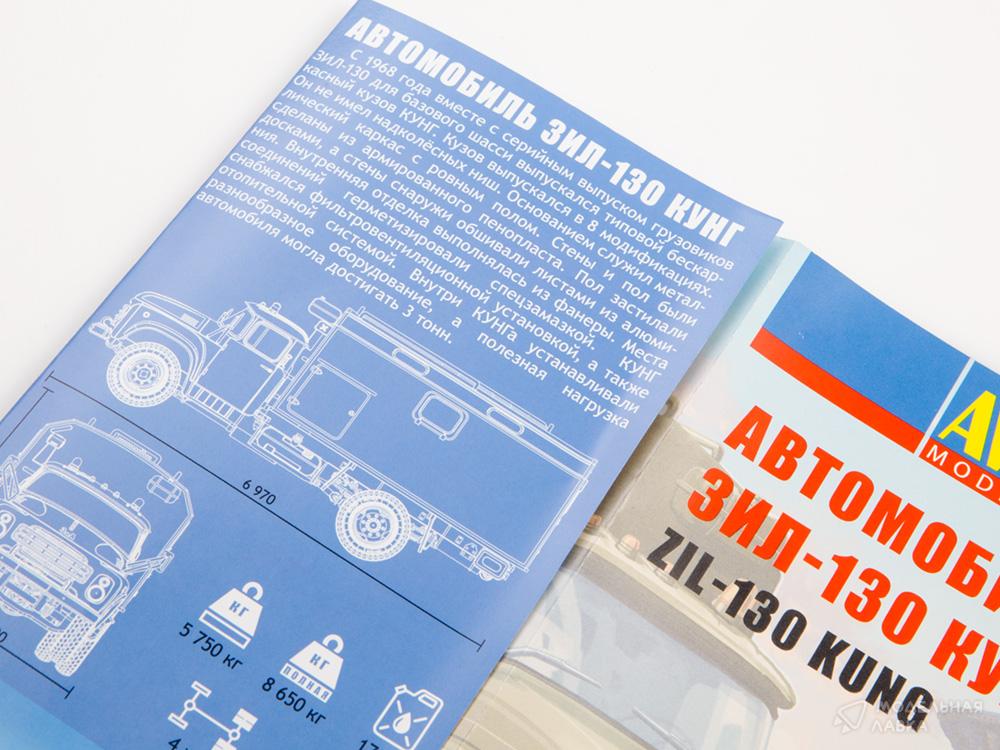 АВТОМОБИЛЬ ЗИЛ-130 КУНГ
С 1968 года вместе с серийным выпуском грузовиков
ЗИЛ-130 для базового шасси выпускался типовой бескар-
касный кузов КУНГ. Кузов выпускался в 8 модификациях.
Он не имел надколёсных ниш. Основанием служил метал-
лический каркас с ровным полом. Стены и пол были
сделаны из армированного пенопласта. Пол застилали
досками, а стены снаружи обшивали листами из алюми-
ния. Внутренняя отделка выполнялась из фанеры. Места
соединений герметизировали спецзамазкой. КУНГ
снабжался фильтровентиляционной установкой, а также
отопительной системой. Внутри КУНГа устанавливали
разнообразное оборудование, а полезная нагрузка
автомобиля могла достигать 3 тонн.
6 970
КГ
5 750 кг
КГ
ПОЛНАЯ
8 650 кг
АВТОМОБИ
ЗИЛ-130 КУ
ZIL-130 KUNG
МОДЕЛЬНАЯ
ЛАВКА